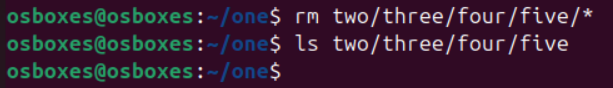 osboxes@osboxes:~/one$ rm two/three/four/five/*
osboxes@osboxes:~/one$ ls two/three/four/five
osboxes@osboxes:~/one$